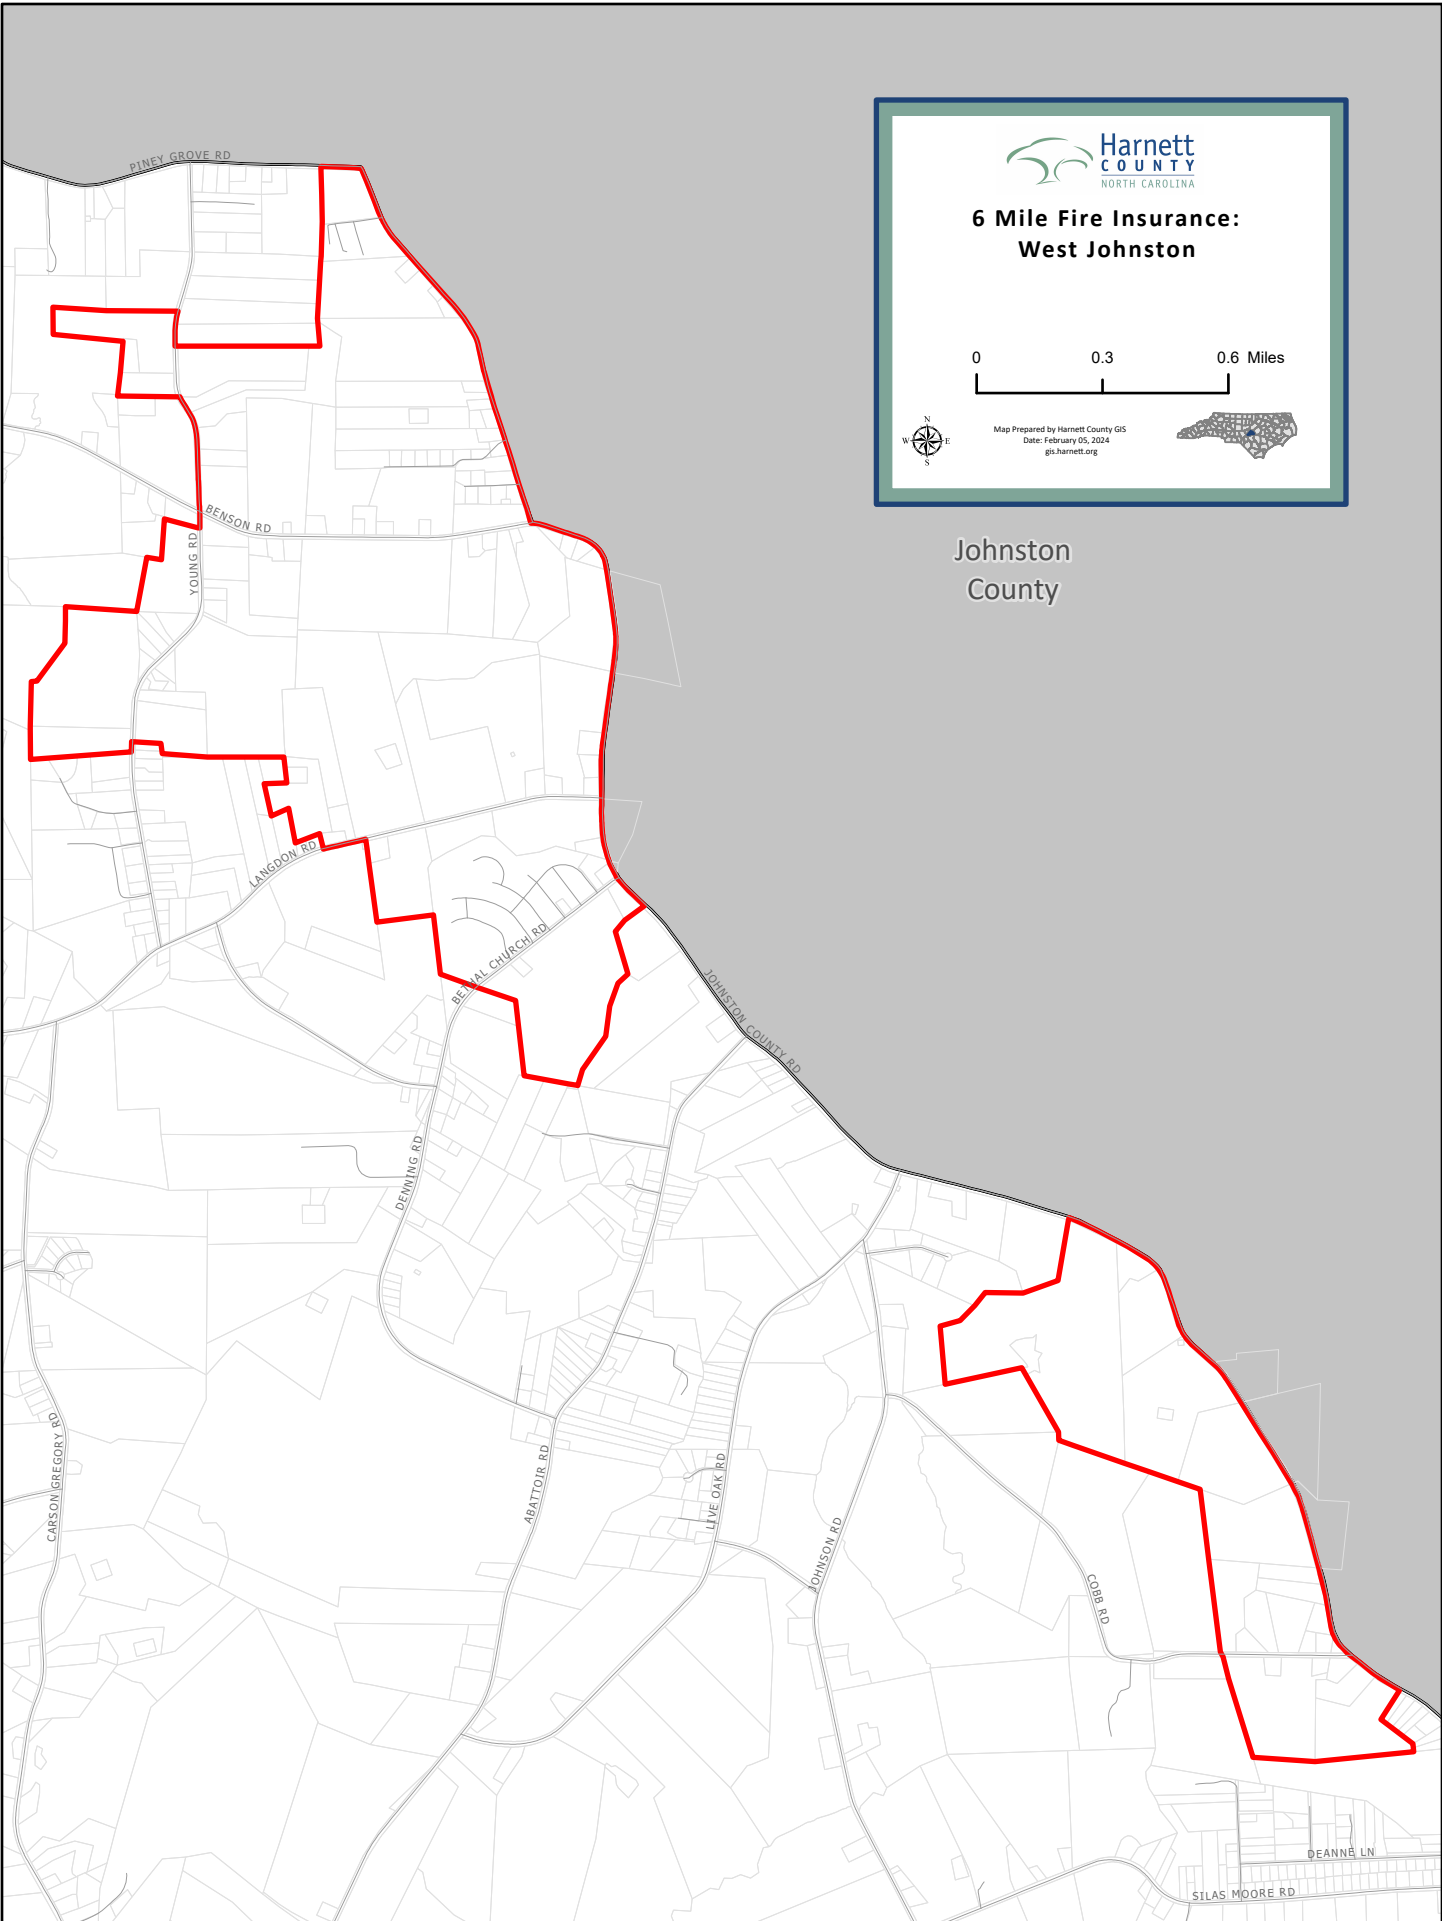 PINEY GROVE RD
Harnett
COUNTY
NORTH CAROLINA
6 Mile Fire Insurance:
West Johnston
0 0.3 0.6 Miles
N
W E
S
Map Prepared by Harnett County GIS
Date: February 05, 2024
gis.harnett.org
BENSON RD
YOUNG RD
Johnston
County
LANGDON RD
BETHAL CHURCH RD
JOHNSTON COUNTY RD
DENNING RD
CARSON GREGORY RD
ABATTOIR RD
LIVE OAK RD
JOHNSON RD
COBB RD
DEANNE LN
SILAS MOORE RD